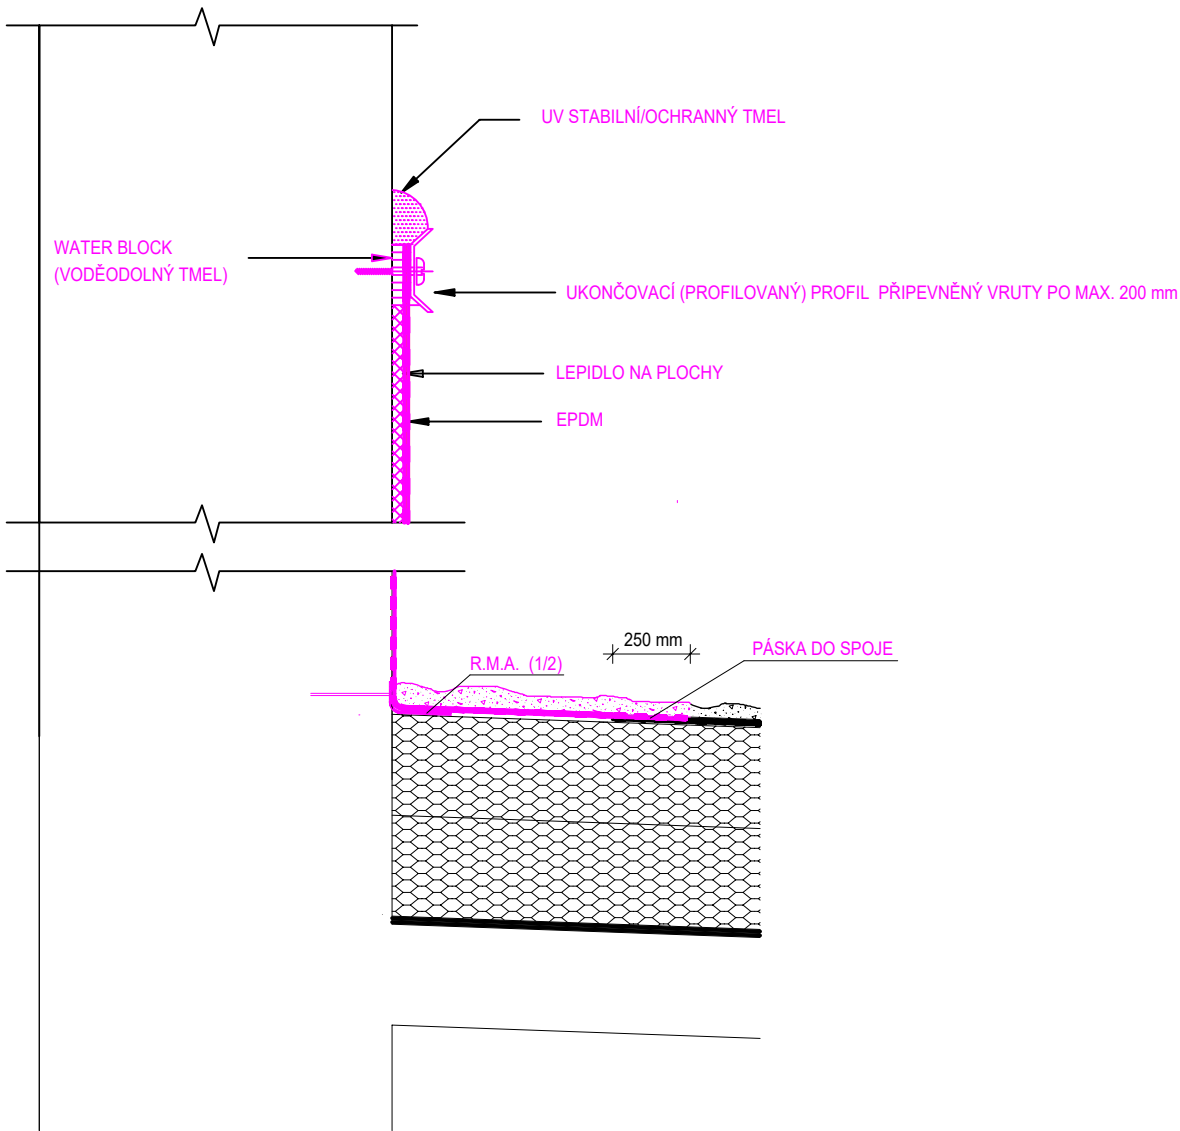 UV STABILNÍ/OCHRANNÝ TMEL
WATER BLOCK
(VODĚODOLNÝ TMEL)
UKONČOVACÍ (PROFILOVANÝ) PROFIL PŘIPEVNĚNÝ VRUTY PO MAX. 200 mm
LEPIDLO NA PLOCHY
EPDM
250 mm
PÁSKA DO SPOJE
R.M.A. (1/2)